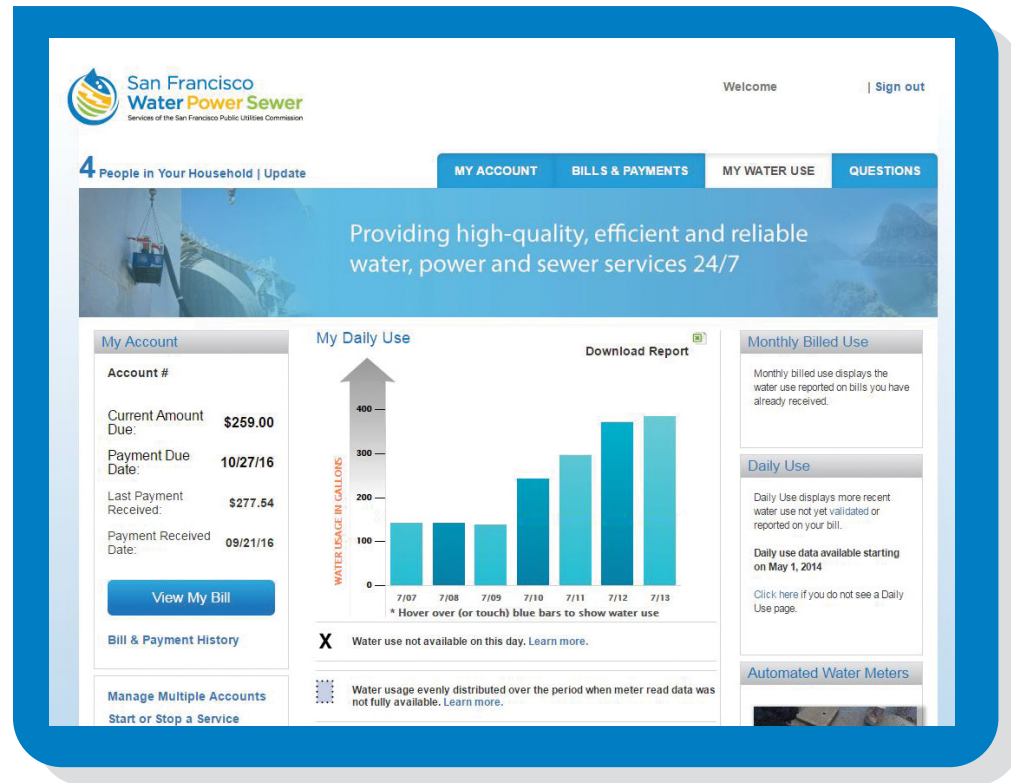 San Francisco
Water Power Sewer
Services of the San Francisco Public Utilities Commission
Welcome | Sign out
4 People in Your Household | Update
MY ACCOUNT BILLS & PAYMENTS MY WATER USE QUESTIONS
Providing high-quality, efficient and reliable
water, power and sewer services 24/7
My Account
Account #
Current Amount
Due:
$259.00
Payment Due
Date:
10/27/16
Last Payment
Received:
$277.54
Payment Received
Date:
09/21/16
View My Bill
Bill & Payment History
Manage Multiple Accounts
Start or Stop a Service
My Daily Use
Download Report
WATER USAGE IN GALLONS
400
300
200
100
0
7/07 7/08 7/09 7/10 7/11 7/12 7/13
* Hover over (or touch) blue bars to show water use
X Water use not available on this day. Learn more.
Water usage evenly distributed over the period when meter read data was
not fully available. Learn more.
Monthly Billed Use
Monthly billed use displays the
water use reported on bills you have
already received.
Daily Use
Daily Use displays more recent
water use not yet validated or
reported on your bill.
Daily use data available starting
on May 1, 2014
Click here if you do not see a Daily
Use page.
Automated Water Meters